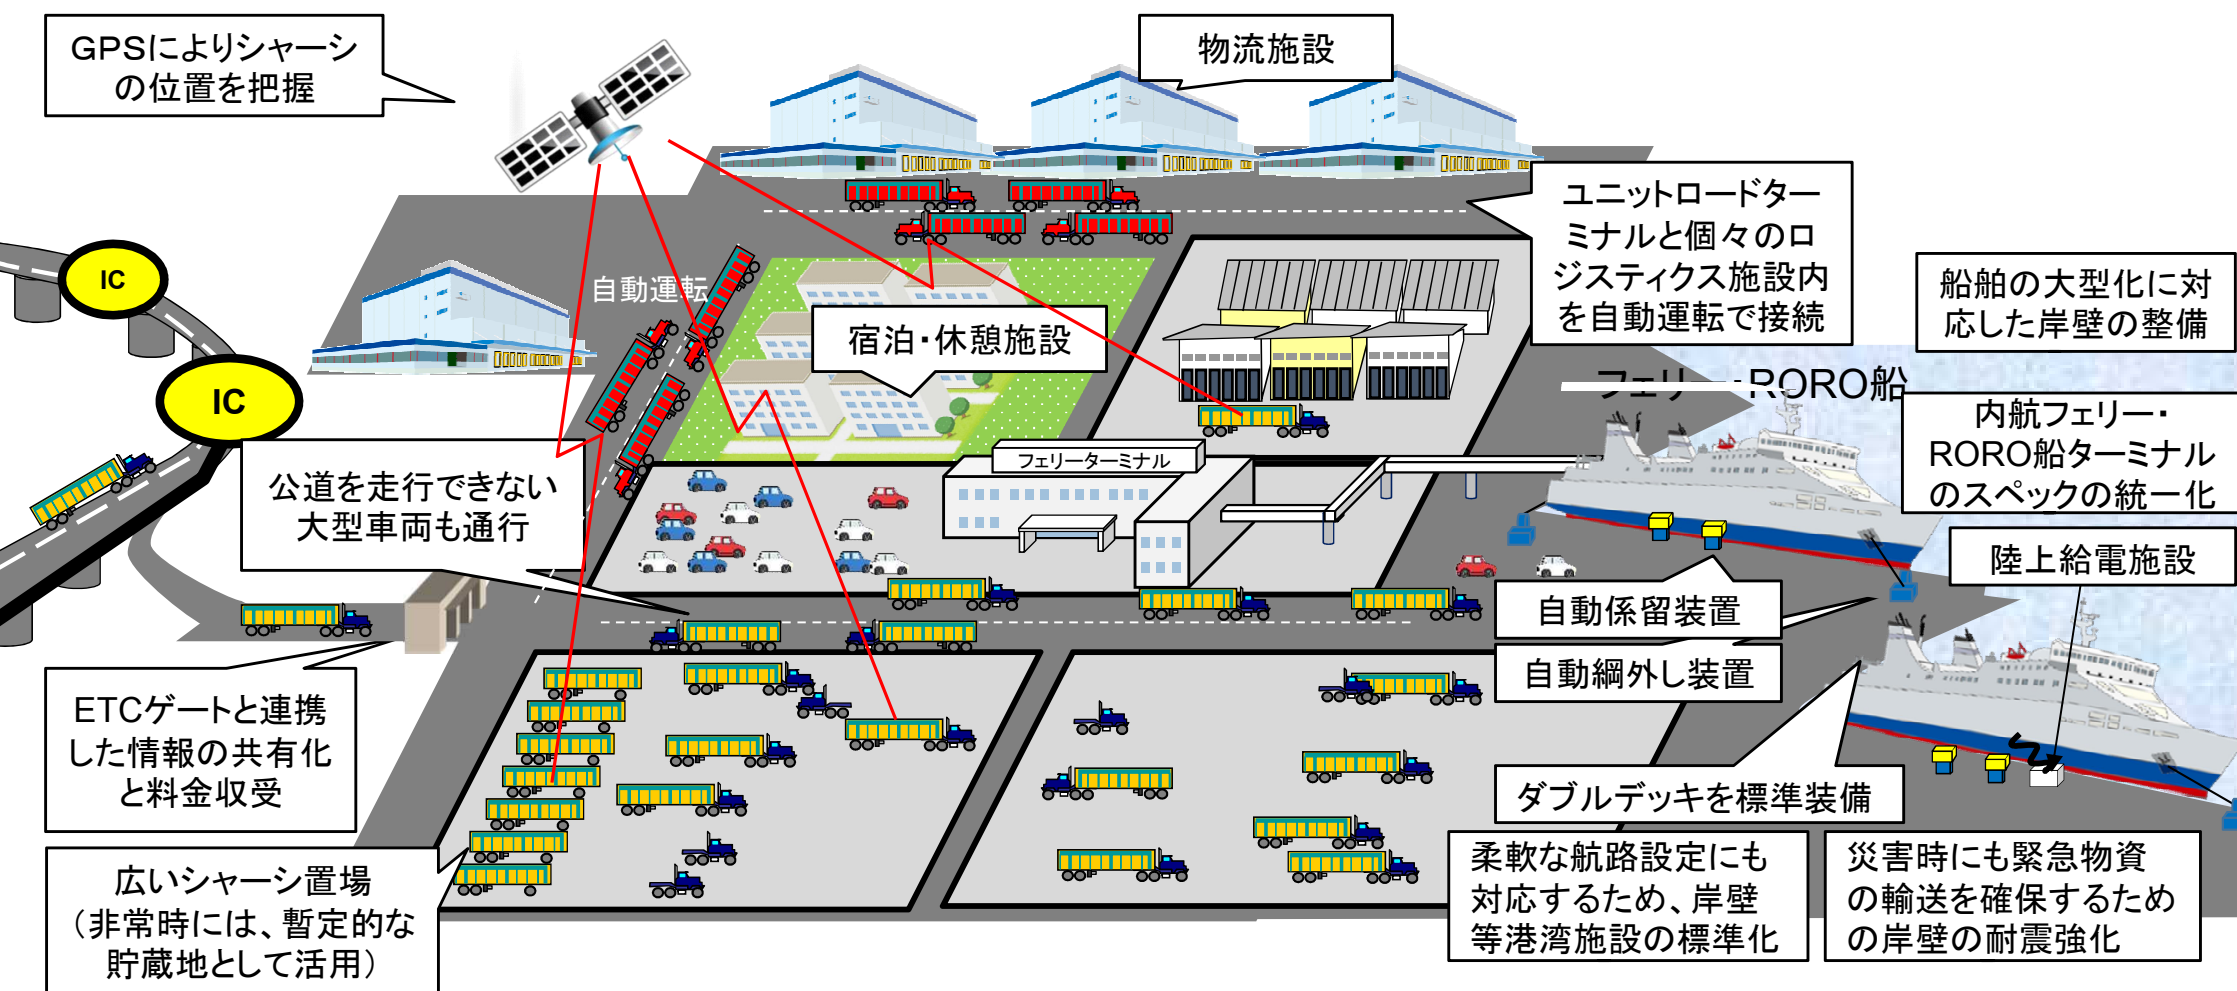 GPSによりシャーシ
の位置を把握
物流施設
ユニットロードター
ミナルと個々のロ
ジスティクス施設内
を自動運転で接続
船舶の大型化に対
応した岸壁の整備
IC
自動運転
宿泊・休憩施設
フェリー・RORO船
IC
内航フェリー・
RORO船ターミナル
のスペックの統一化
公道を走行できない
大型車両も通行
フェリーターミナル
陸上給電施設
自動係留装置
自動綱外し装置
ETCゲートと連携
した情報の共有化
と料金収受
ダブルデッキを標準装備
広いシャーシ置場
（非常時には、暫定的な
貯蔵地として活用）
柔軟な航路設定にも
対応するため、岸壁
等港湾施設の標準化
災害時にも緊急物資
の輸送を確保するため
の岸壁の耐震強化